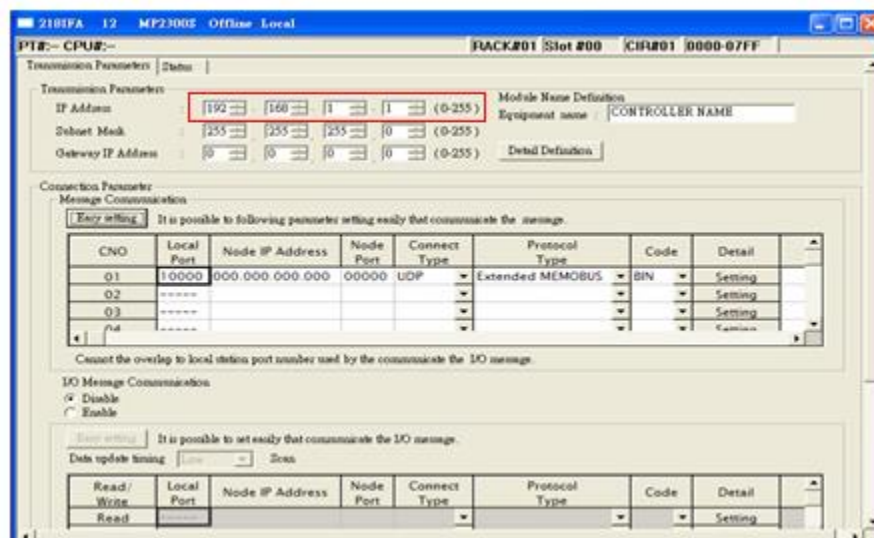 218IFA 12 MP2300S Offline Local
PT#:- CPU#:- RACK#01 Slot #00 CIR#01 0000-07FF
Transmission Parameters Status
Transmission Parameters
IP Address : 192 . 168 . 1 . 1 (0-255)
Subnet Mask : 255 . 255 . 255 . 0 (0-255)
Gateway IP Address : 0 . 0 . 0 . 0 (0-255)
Module Name Definition
Equipment name : CONTROLLER NAME
Detail Definition
Connection Parameter
Message Communication
Easy setting It is possible to following parameter setting easily that communicate the message.
CNO Local Port Node IP Address Node Port Connect Type Protocol Type Code Detail
01 10000 000.000.000.000 00000 UDP Extended MEMOBUS BIN Setting
02 ----- Setting
03 ----- Setting
04 Setting
Cannot the overlap to local station port number used by the communicate the I/O message.
I/O Message Communication
Disable
Enable
Easy setting It is possible to set easily that communicate the I/O message.
Data update timing Low Scan
Read/Write Local Port Node IP Address Node Port Connect Type Protocol Type Code Detail
Read ----- Setting